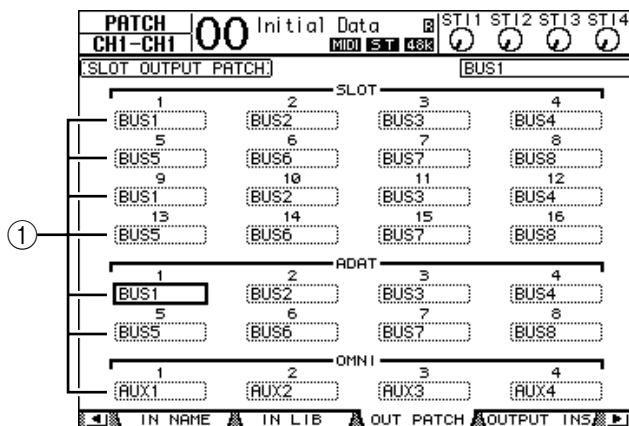 PATCH
CH1-CH1
00
Initial Data
R
MIDI ST 48K
STI1 STI2 STI3 STI4
SLOT OUTPUT PATCH
BUS1
SLOT
1 2 3 4
BUS1 BUS2 BUS3 BUS4
5 6 7 8
BUS5 BUS6 BUS7 BUS8
9 10 11 12
BUS1 BUS2 BUS3 BUS4
13 14 15 16
BUS5 BUS6 BUS7 BUS8
1
ADAT
1 2 3 4
BUS1 BUS2 BUS3 BUS4
5 6 7 8
BUS5 BUS6 BUS7 BUS8
OMNI
1 2 3 4
AUX1 AUX2 AUX3 AUX4
IN NAME IN LIB OUT PATCH OUTPUT INS